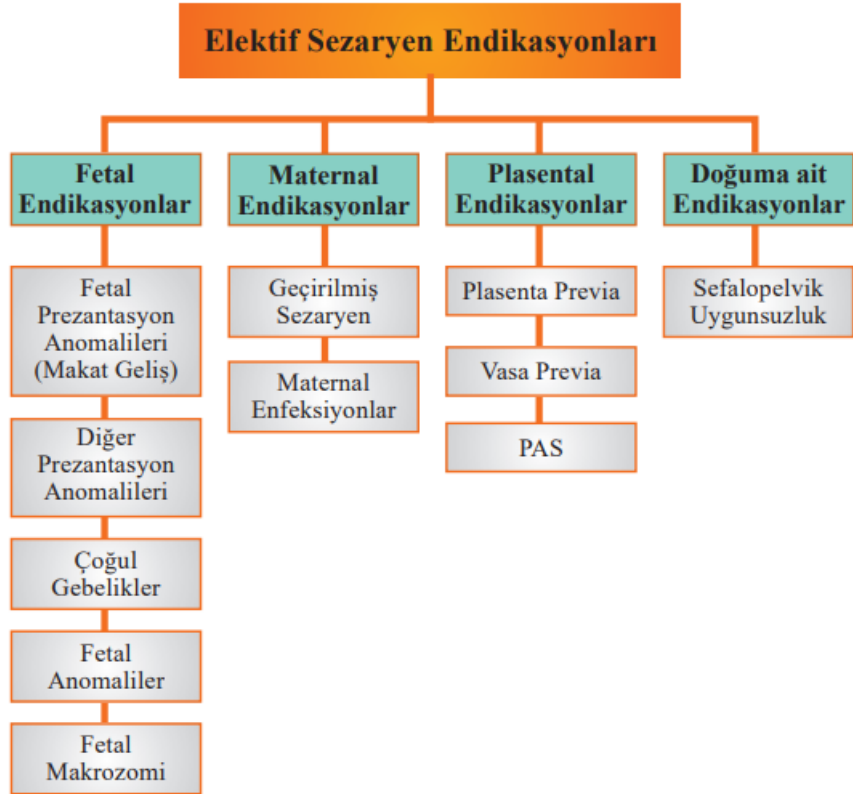 Elektif Sezaryen Endikasyonları
Fetal
Endikasyonlar
Fetal
Prezantasyon
Anomalileri
(Makat Geliş)
Diğer
Prezantasyon
Anomalileri
Çoğul
Gebelikler
Fetal
Anomaliler
Fetal
Makrozomi
Maternal
Endikasyonlar
Geçirilmiş
Sezaryen
Maternal
Enfeksiyonlar
Plasental
Endikasyonlar
Plasenta Previa
Vasa Previa
PAS
Doğuma ait
Endikasyonlar
Sefalopelvik
Uygunsuzluk